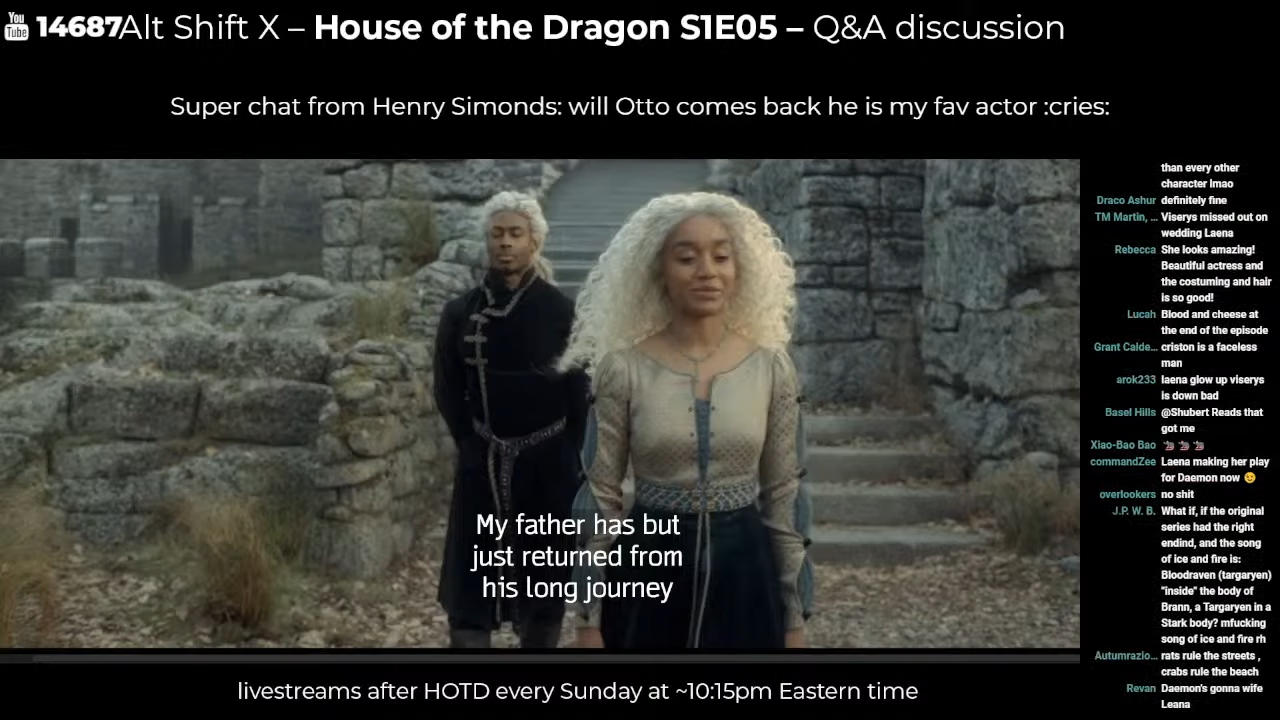 You Tube 14687 Alt Shift X – House of the Dragon S1E05 – Q&A discussion
Super chat from Henry Simonds: will Otto comes back he is my fav actor :cries:
My father has but
just returned from
his long journey
than every other
character lmao
Draco Ashur definitely fine
TM Martin, ... Viserys missed out on
wedding Laena
Rebecca She looks amazing!
Beautiful actress and
the costuming and hair
is so good!
Lucah Blood and cheese at
the end of the episode
Grant Calde... criston is a faceless
man
arok233 laena glow up viserys
is down bad
Basel Hills @Shubert Reads that
got me
Xiao-Bao Bao 🦐 🦐 🦐
commandZee Laena making her play
for Daemon now 😉
overlookers no shit
J.P. W. B. What if, if the original
series had the right
endind, and the song
of ice and fire is:
Bloodraven (targaryen)
"inside" the body of
Brann, a Targaryen in a
Stark body? mfucking
song of ice and fire rh
Autumrazio... rats rule the streets ,
crabs rule the beach
Revan Daemon's gonna wife
Leana
livestreams after HOTD every Sunday at ~10:15pm Eastern time